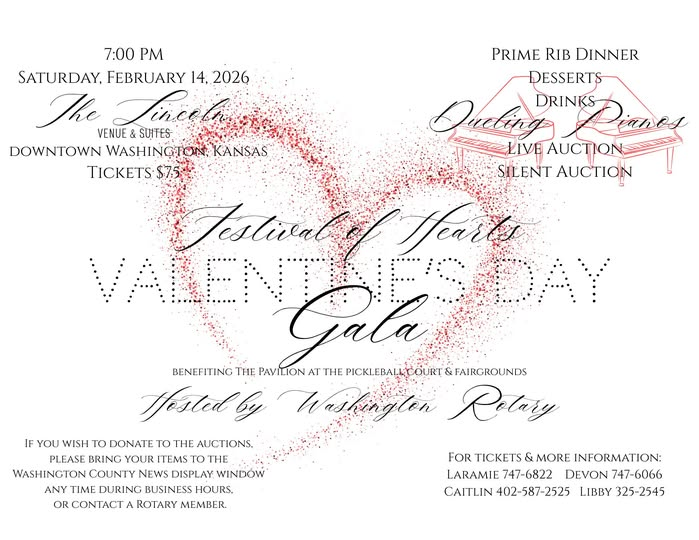 7:00 PM
Saturday, February 14, 2026
The Lincoln
VENUE & SUITES
downtown Washington, Kansas
Tickets $75
Prime Rib Dinner
Desserts
Drinks
Dueling Pianos
Live Auction
Silent Auction
Festival of Hearts
VALENTINE'S DAY
Gala
benefiting The Pavilion at the pickleball court & fairgrounds
Hosted by Washington Rotary
If you wish to donate to the auctions,
please bring your items to the
Washington County News display window
any time during business hours,
or contact a Rotary member.
For tickets & more information:
Laramie 747-6822 Devon 747-6066
Caitlin 402-587-2525 Libby 325-2545